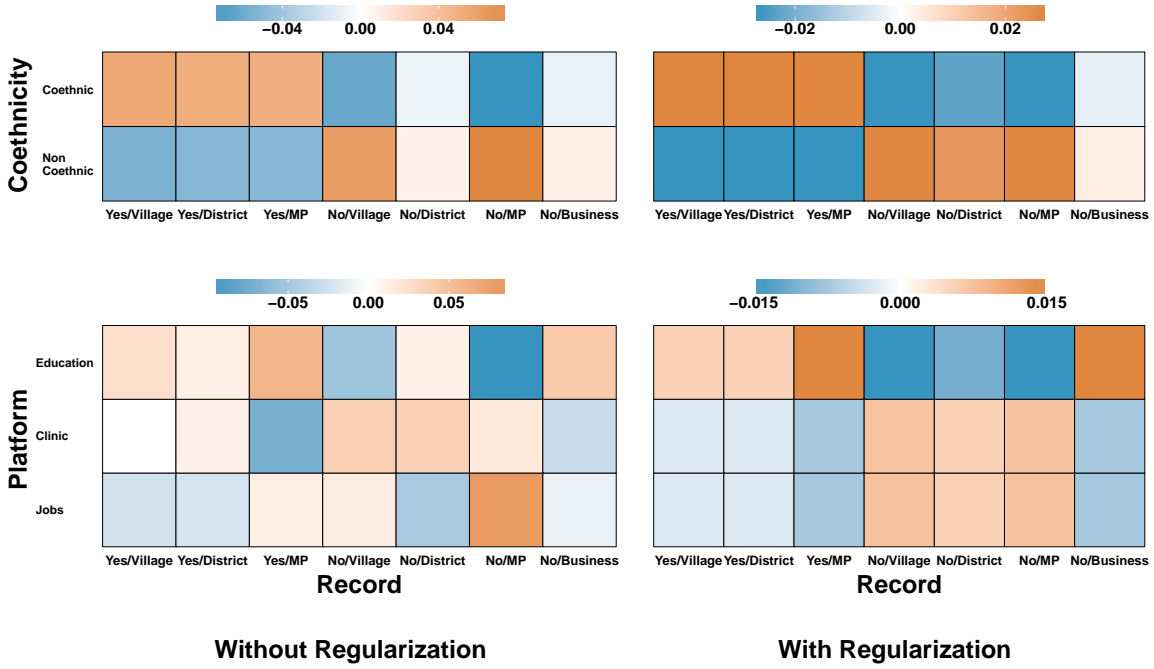 −0.04 0.00 0.04
−0.02 0.00 0.02
Coethnicity
Coethnic
Non
Coethnic
Yes/Village Yes/District Yes/MP No/Village No/District No/MP No/Business
Yes/Village Yes/District Yes/MP No/Village No/District No/MP No/Business
−0.05 0.00 0.05
−0.015 0.000 0.015
Platform
Education
Clinic
Jobs
Yes/Village Yes/District Yes/MP No/Village No/District No/MP No/Business
Yes/Village Yes/District Yes/MP No/Village No/District No/MP No/Business
Record
Record
Without Regularization
With Regularization